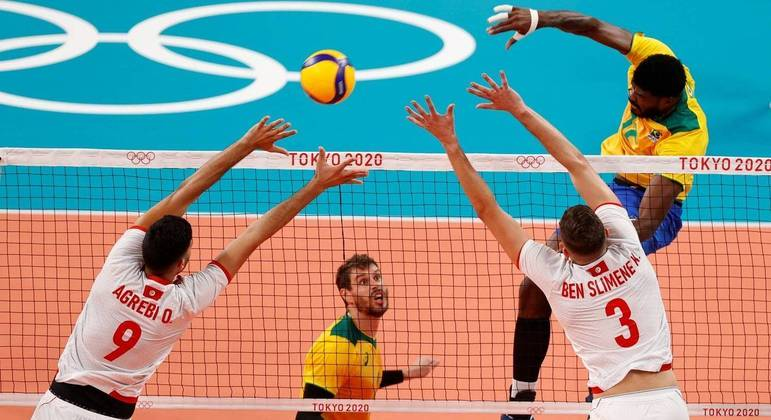 TOKYO 2020
TOKYO 2020
AGREBI O.
9
BEN SLIMENE K.
3
TOKYO 2020
TOKYO 2020